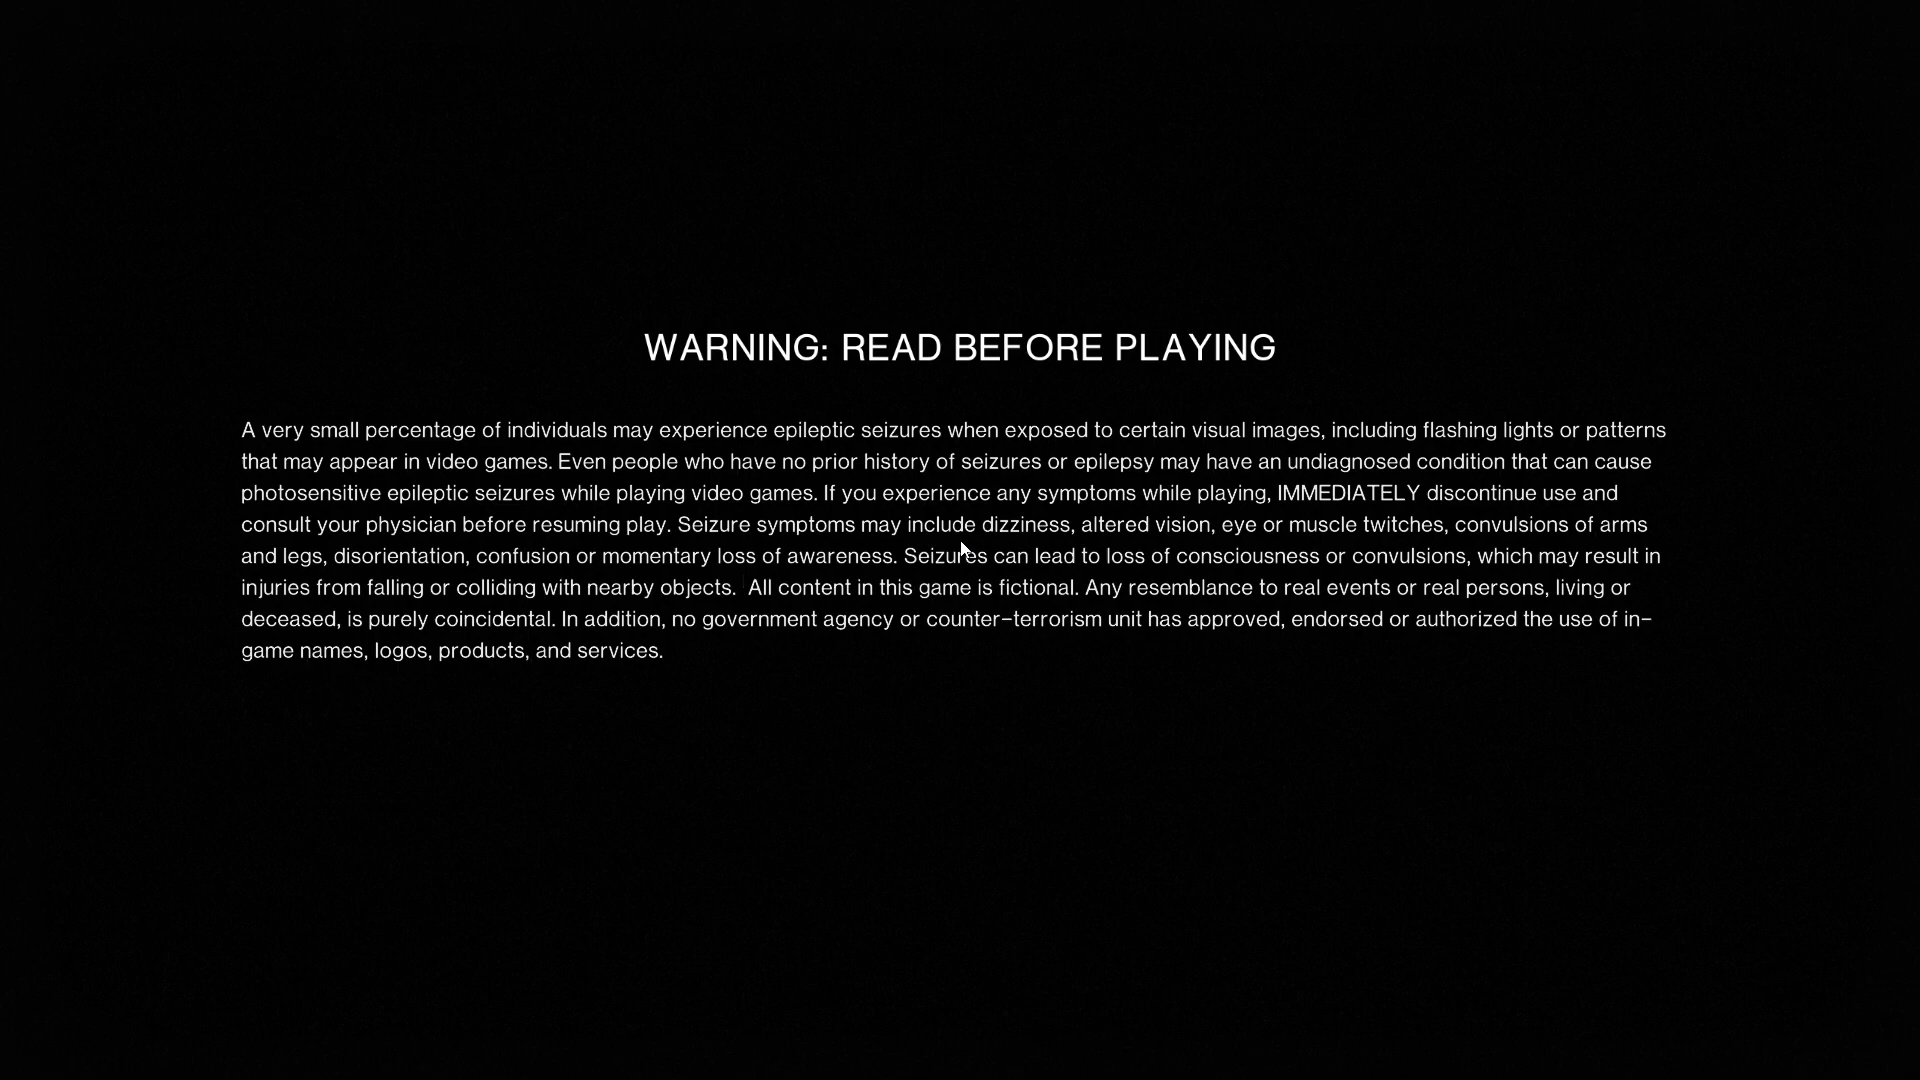 WARNING: READ BEFORE PLAYING
A very small percentage of individuals may experience epileptic seizures when exposed to certain visual images, including flashing lights or patterns
that may appear in video games. Even people who have no prior history of seizures or epilepsy may have an undiagnosed condition that can cause
photosensitive epileptic seizures while playing video games. If you experience any symptoms while playing, IMMEDIATELY discontinue use and
consult your physician before resuming play. Seizure symptoms may include dizziness, altered vision, eye or muscle twitches, convulsions of arms
and legs, disorientation, confusion or momentary loss of awareness. Seizures can lead to loss of consciousness or convulsions, which may result in
injuries from falling or colliding with nearby objects.  All content in this game is fictional. Any resemblance to real events or real persons, living or
deceased, is purely coincidental. In addition, no government agency or counter-terrorism unit has approved, endorsed or authorized the use of in-
game names, logos, products, and services.